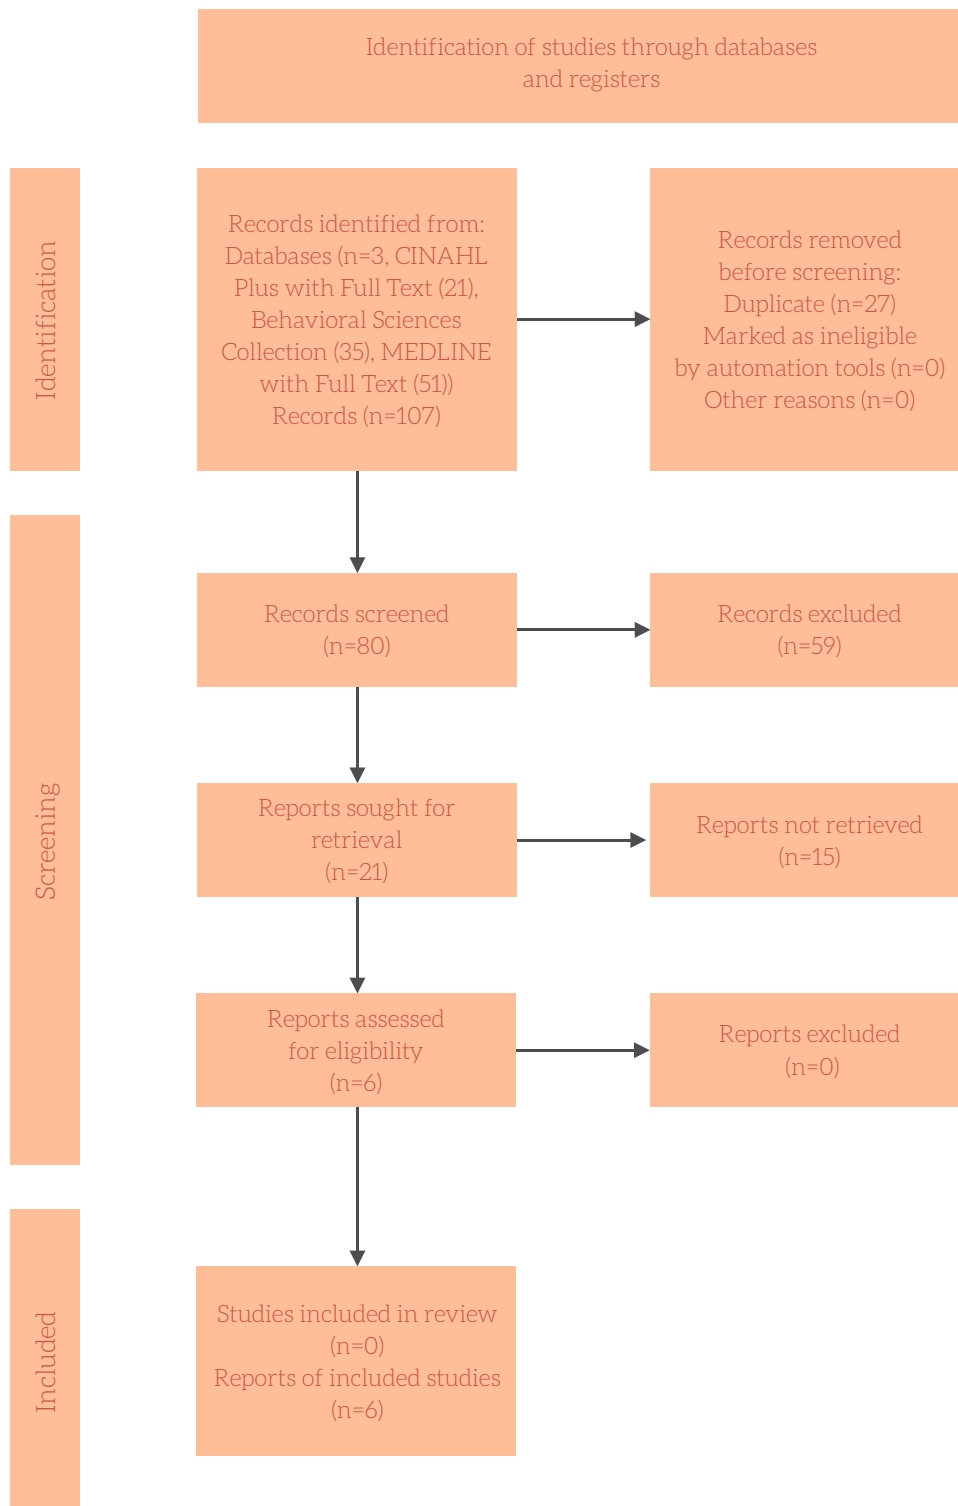 Identification of studies through databases
and registers
Identification
Records identified from:
Databases (n=3, CINAHL
Plus with Full Text (21),
Behavioral Sciences
Collection (35), MEDLINE
with Full Text (51))
Records (n=107)
Records removed
before screening:
Duplicate (n=27)
Marked as ineligible
by automation tools (n=0)
Other reasons (n=0)
Screening
Records screened
(n=80)
Records excluded
(n=59)
Reports sought for
retrieval
(n=21)
Reports not retrieved
(n=15)
Reports assessed
for eligibility
(n=6)
Reports excluded
(n=0)
Included
Studies included in review
(n=0)
Reports of included studies
(n=6)